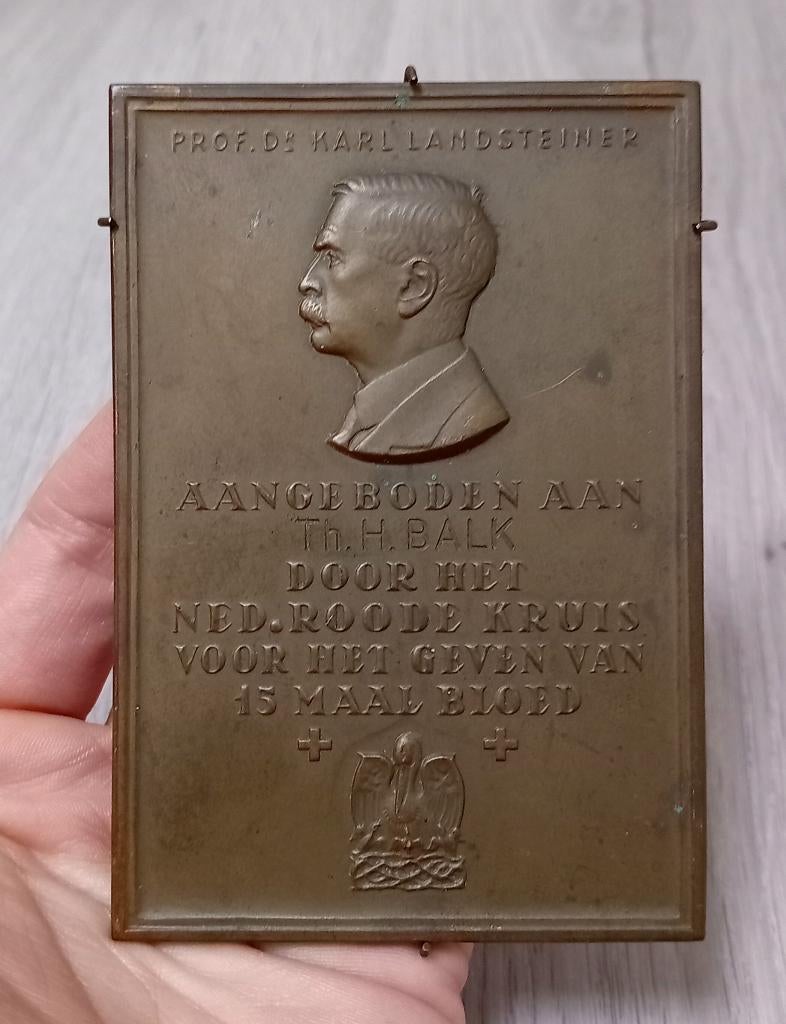 PROF. Dr KARL LANDSTEINER
AANGEBODEN AAN
Th. H. BALK
DOOR HET
NED. ROODE KRUIS
VOOR HET GEVEN VAN
15 MAAL BLOED